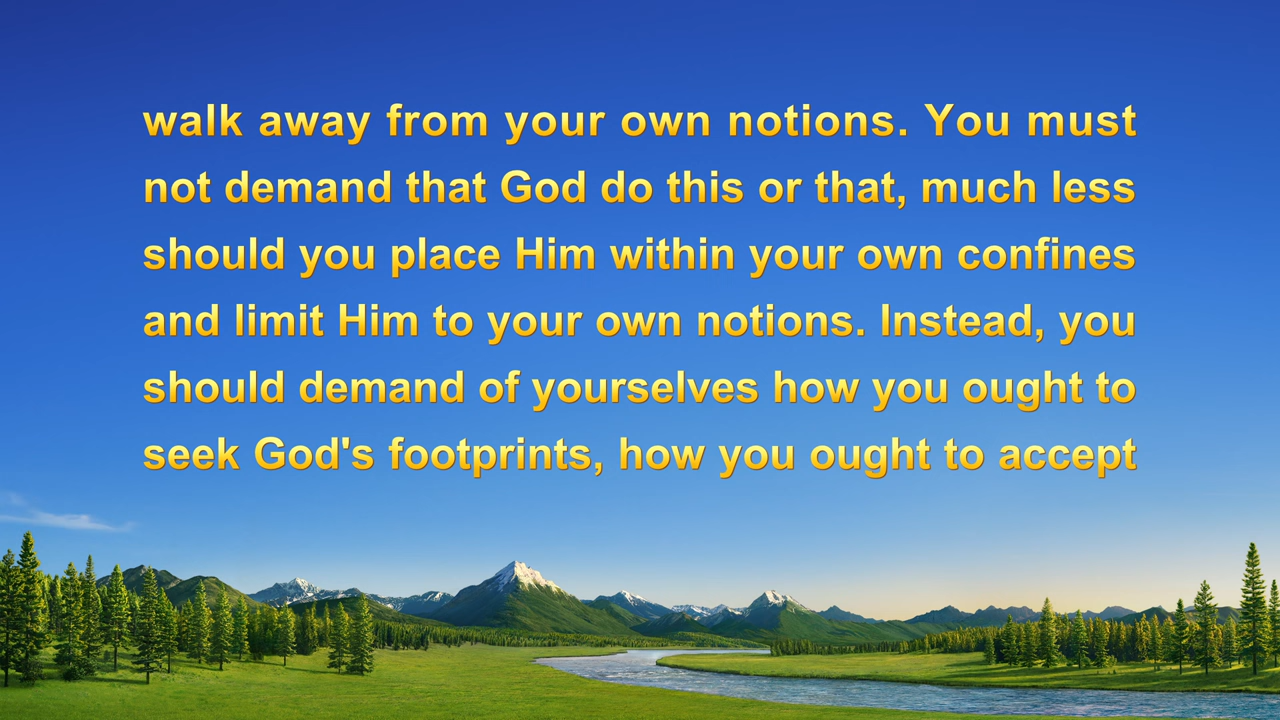 walk away from your own notions. You must
not demand that God do this or that, much less
should you place Him within your own confines
and limit Him to your own notions. Instead, you
should demand of yourselves how you ought to
seek God's footprints, how you ought to accept